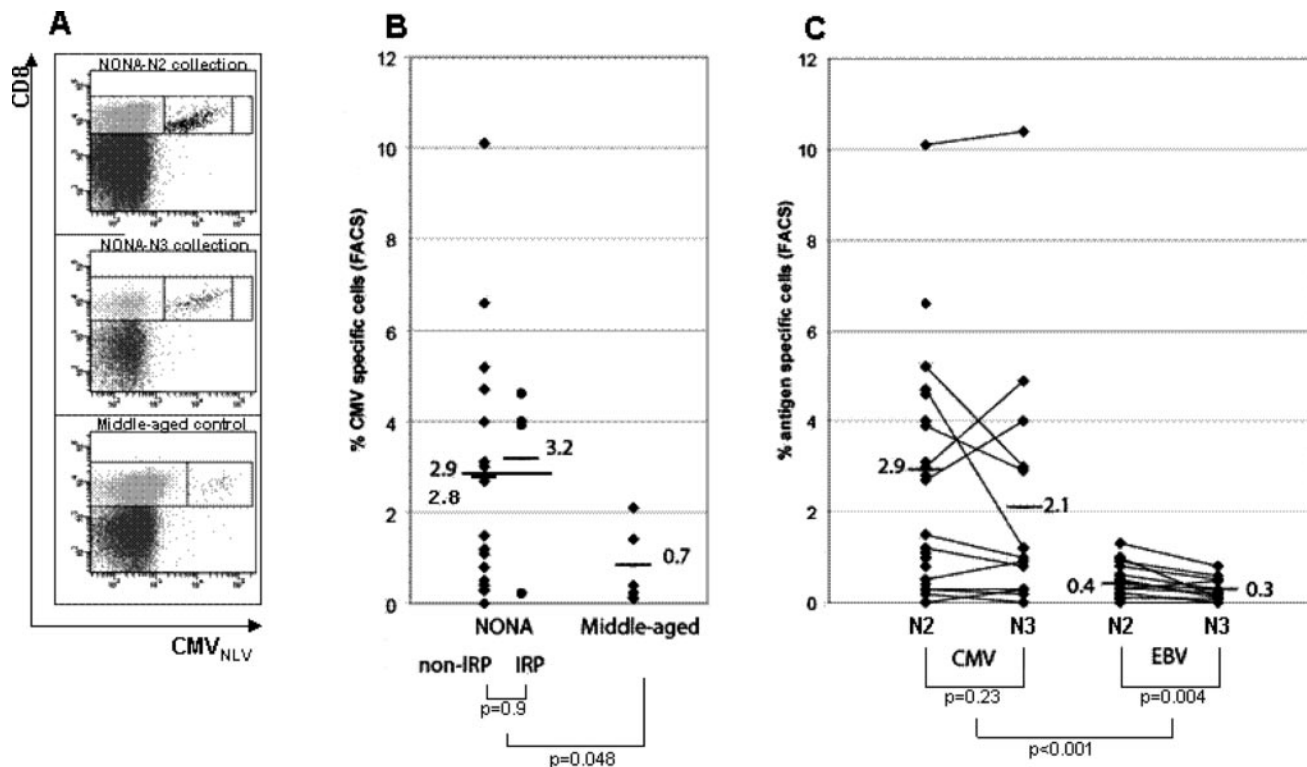 A
NONA-N2 collection
NONA-N3 collection
Middle-aged control
CD8
CMV NLV
B
% CMV specific cells (FACS)
12
10
8
6
4
2
0
2.9
2.8
3.2
0.7
NONA
Middle-aged
non-IRP
IRP
p=0.9
p=0.048
C
% antigen specific cells (FACS)
12
10
8
6
4
2
0
2.9
2.1
0.4
0.3
N2
N3
N2
N3
CMV
EBV
p=0.23
p=0.004
p<0.001